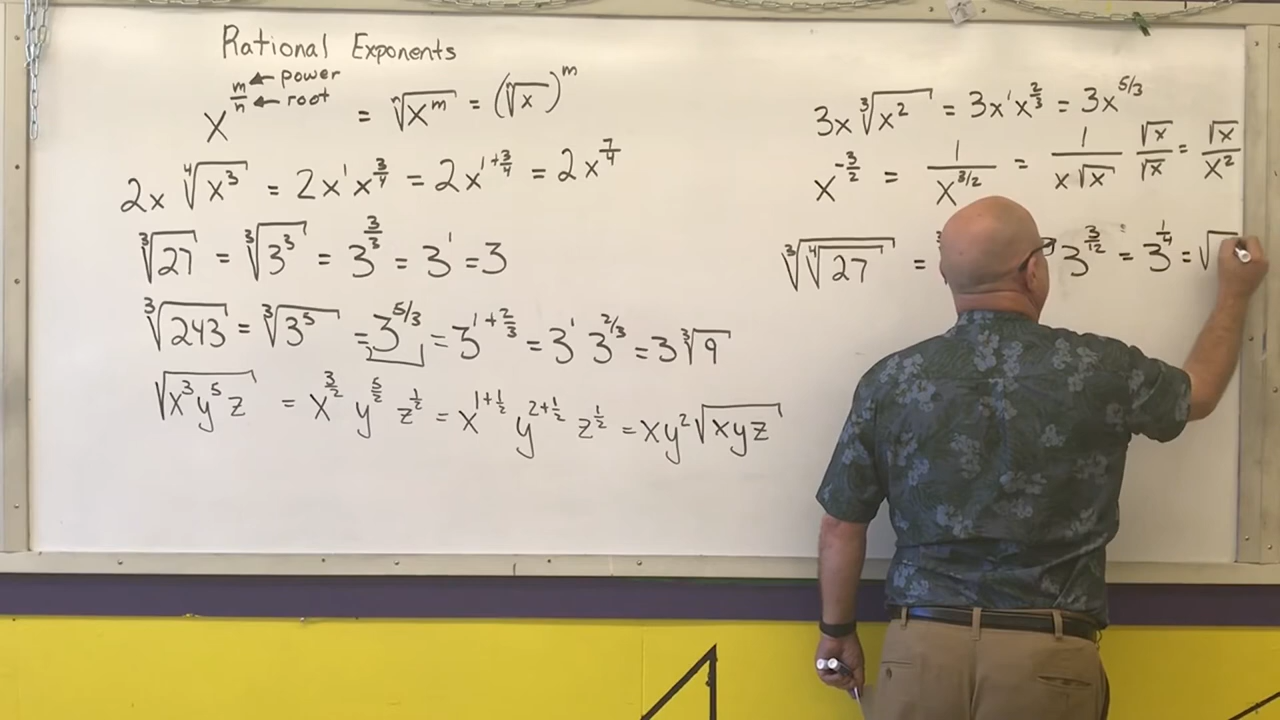 Rational Exponents
x^(m/n) ← power ← root = ⁿ√(x^m) = (ⁿ√x)^m
2x ⁴√(x³) = 2x¹x^(3/4) = 2x^(1+3/4) = 2x^(7/4)
³√27 = ³√(3³) = 3^(3/3) = 3¹ = 3
³√243 = ³√(3⁵) = 3^(5/3) = 3^(1+2/3) = 3¹3^(2/3) = 3 ³√9
√(x³y⁵z) = x^(3/2) y^(5/2) z^(1/2) = x^(1+1/2) y^(2+1/2) z^(1/2) = xy²√(xyz)
3x ³√(x²) = 3x¹x^(2/3) = 3x^(5/3)
x^(-3/2) = 1/x^(3/2) = 1/(x√x) √x/√x = √x/x²
³√(⁴√27) = 3^(3/12) = 3^(1/4) = √